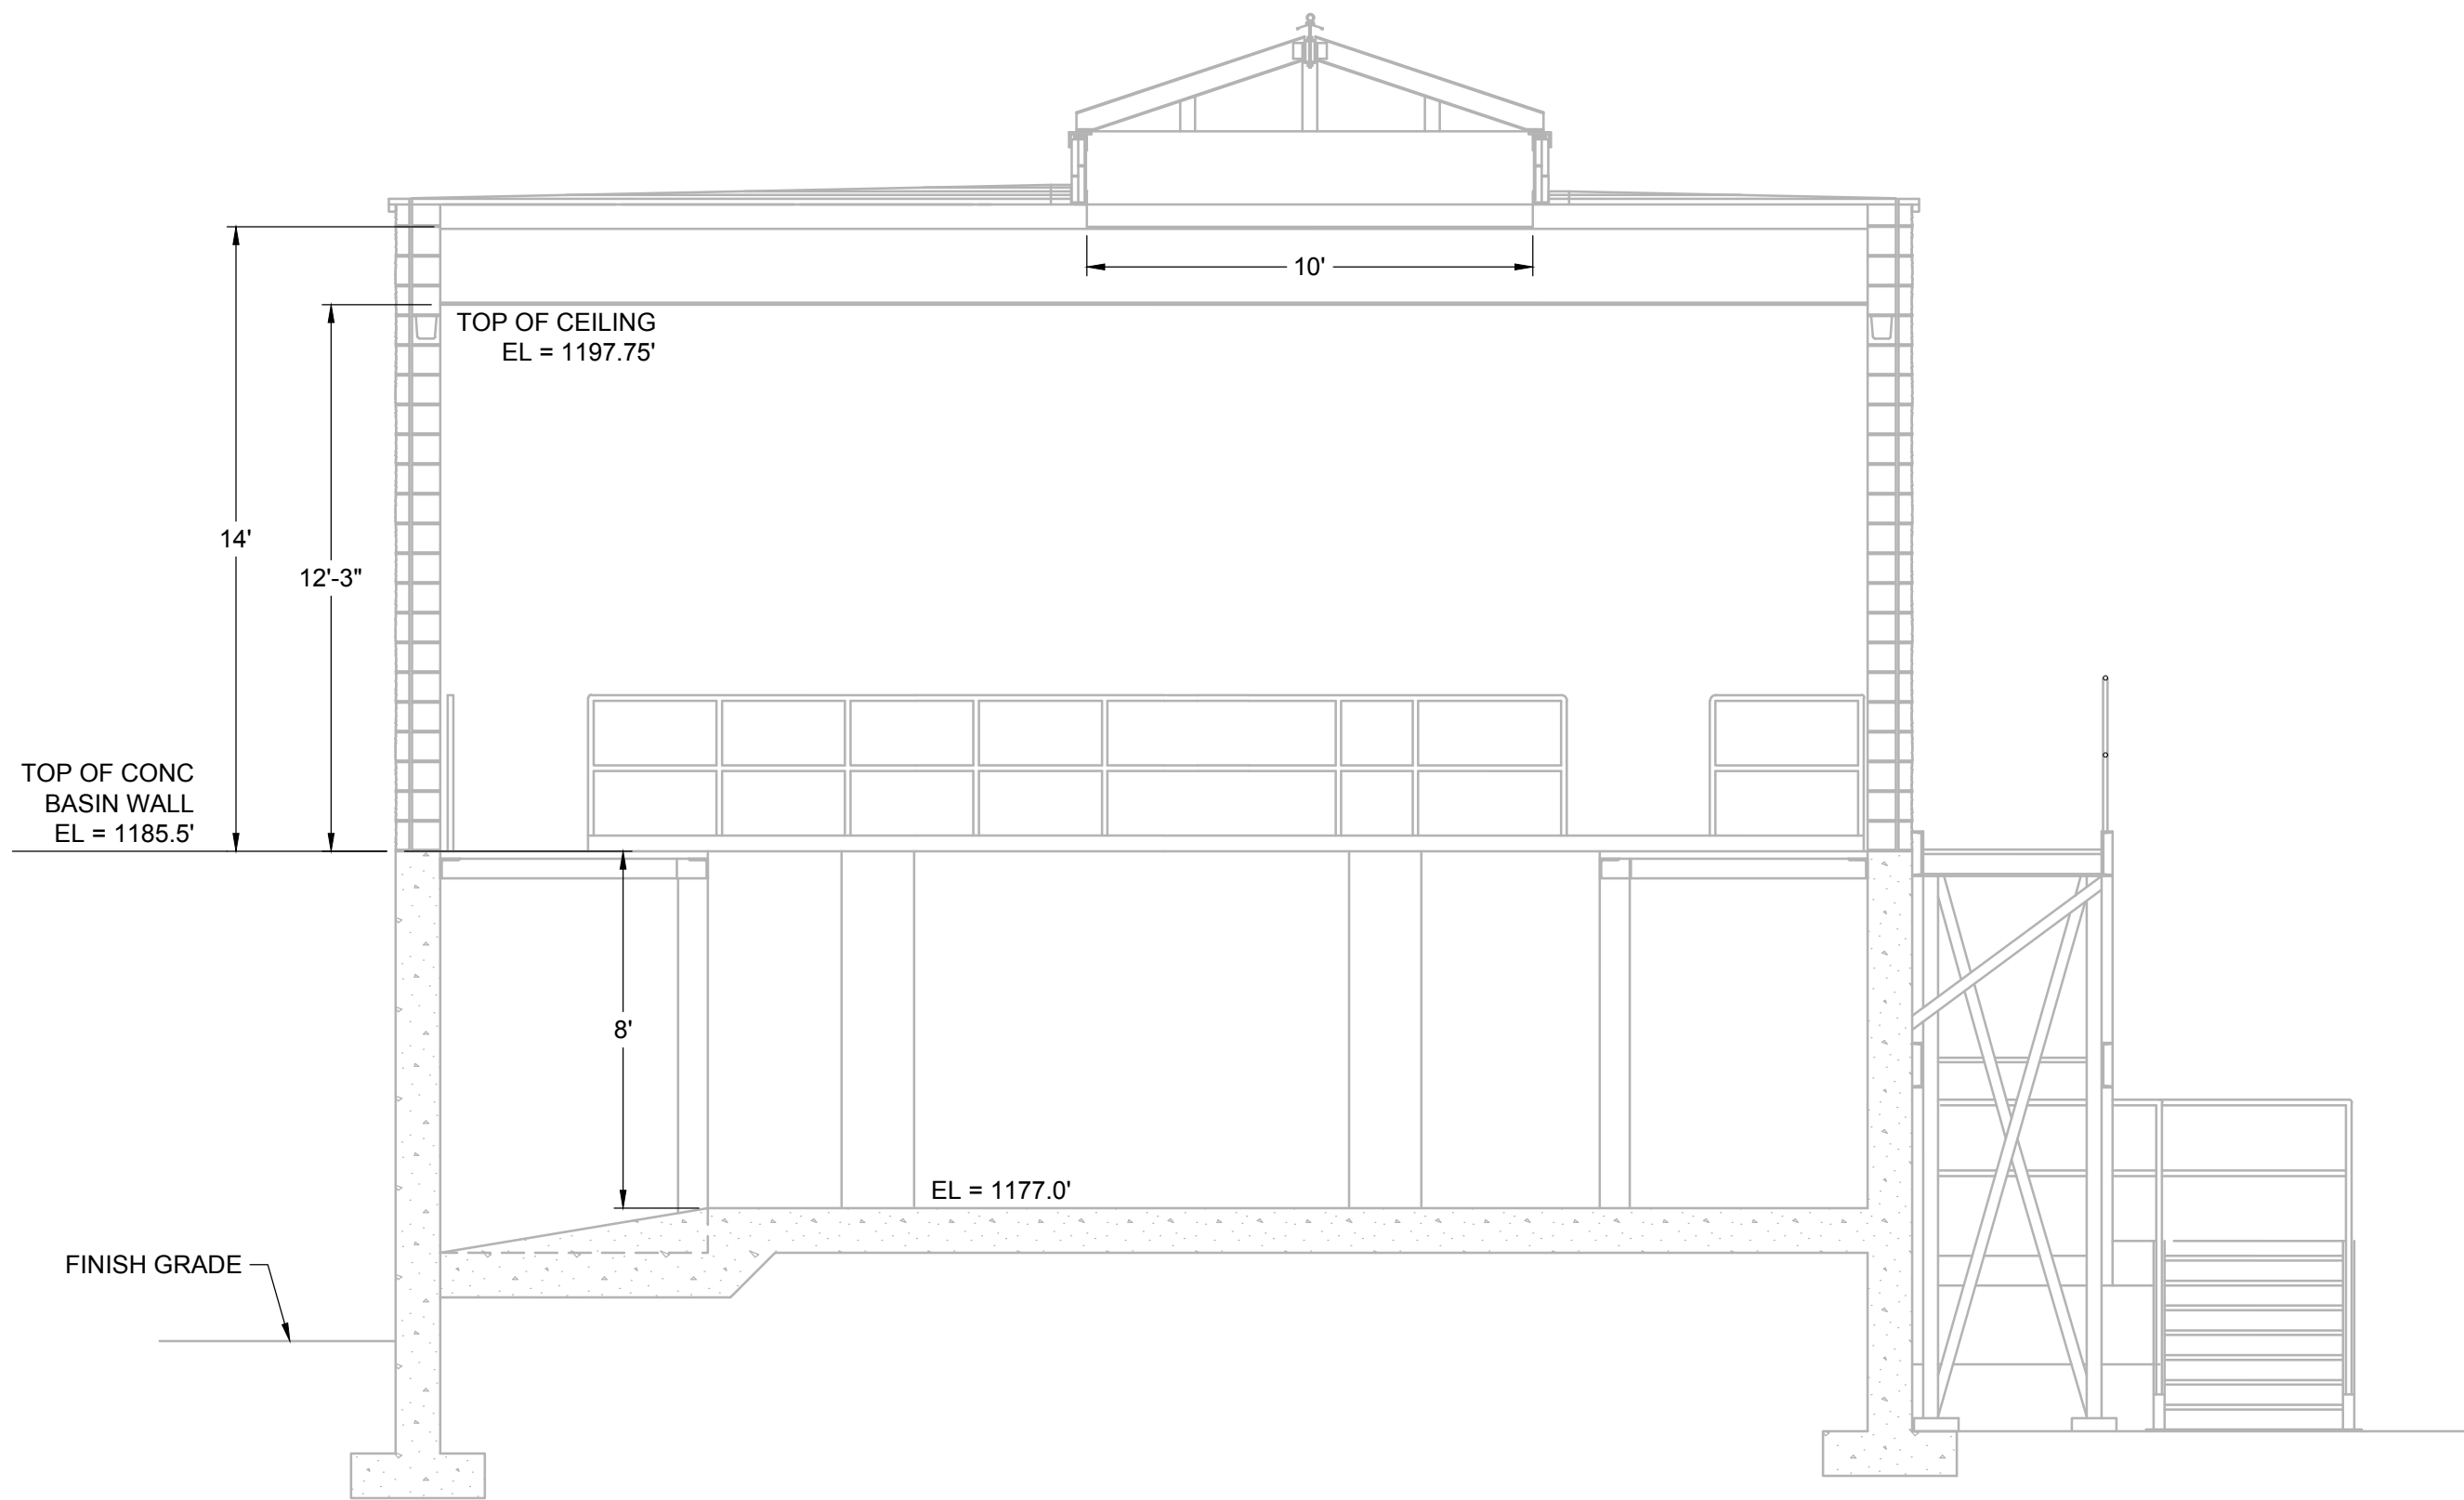 10'
TOP OF CEILING
EL = 1197.75'
14'
12'-3"
TOP OF CONC
BASIN WALL
EL = 1185.5'
8'
EL = 1177.0'
FINISH GRADE